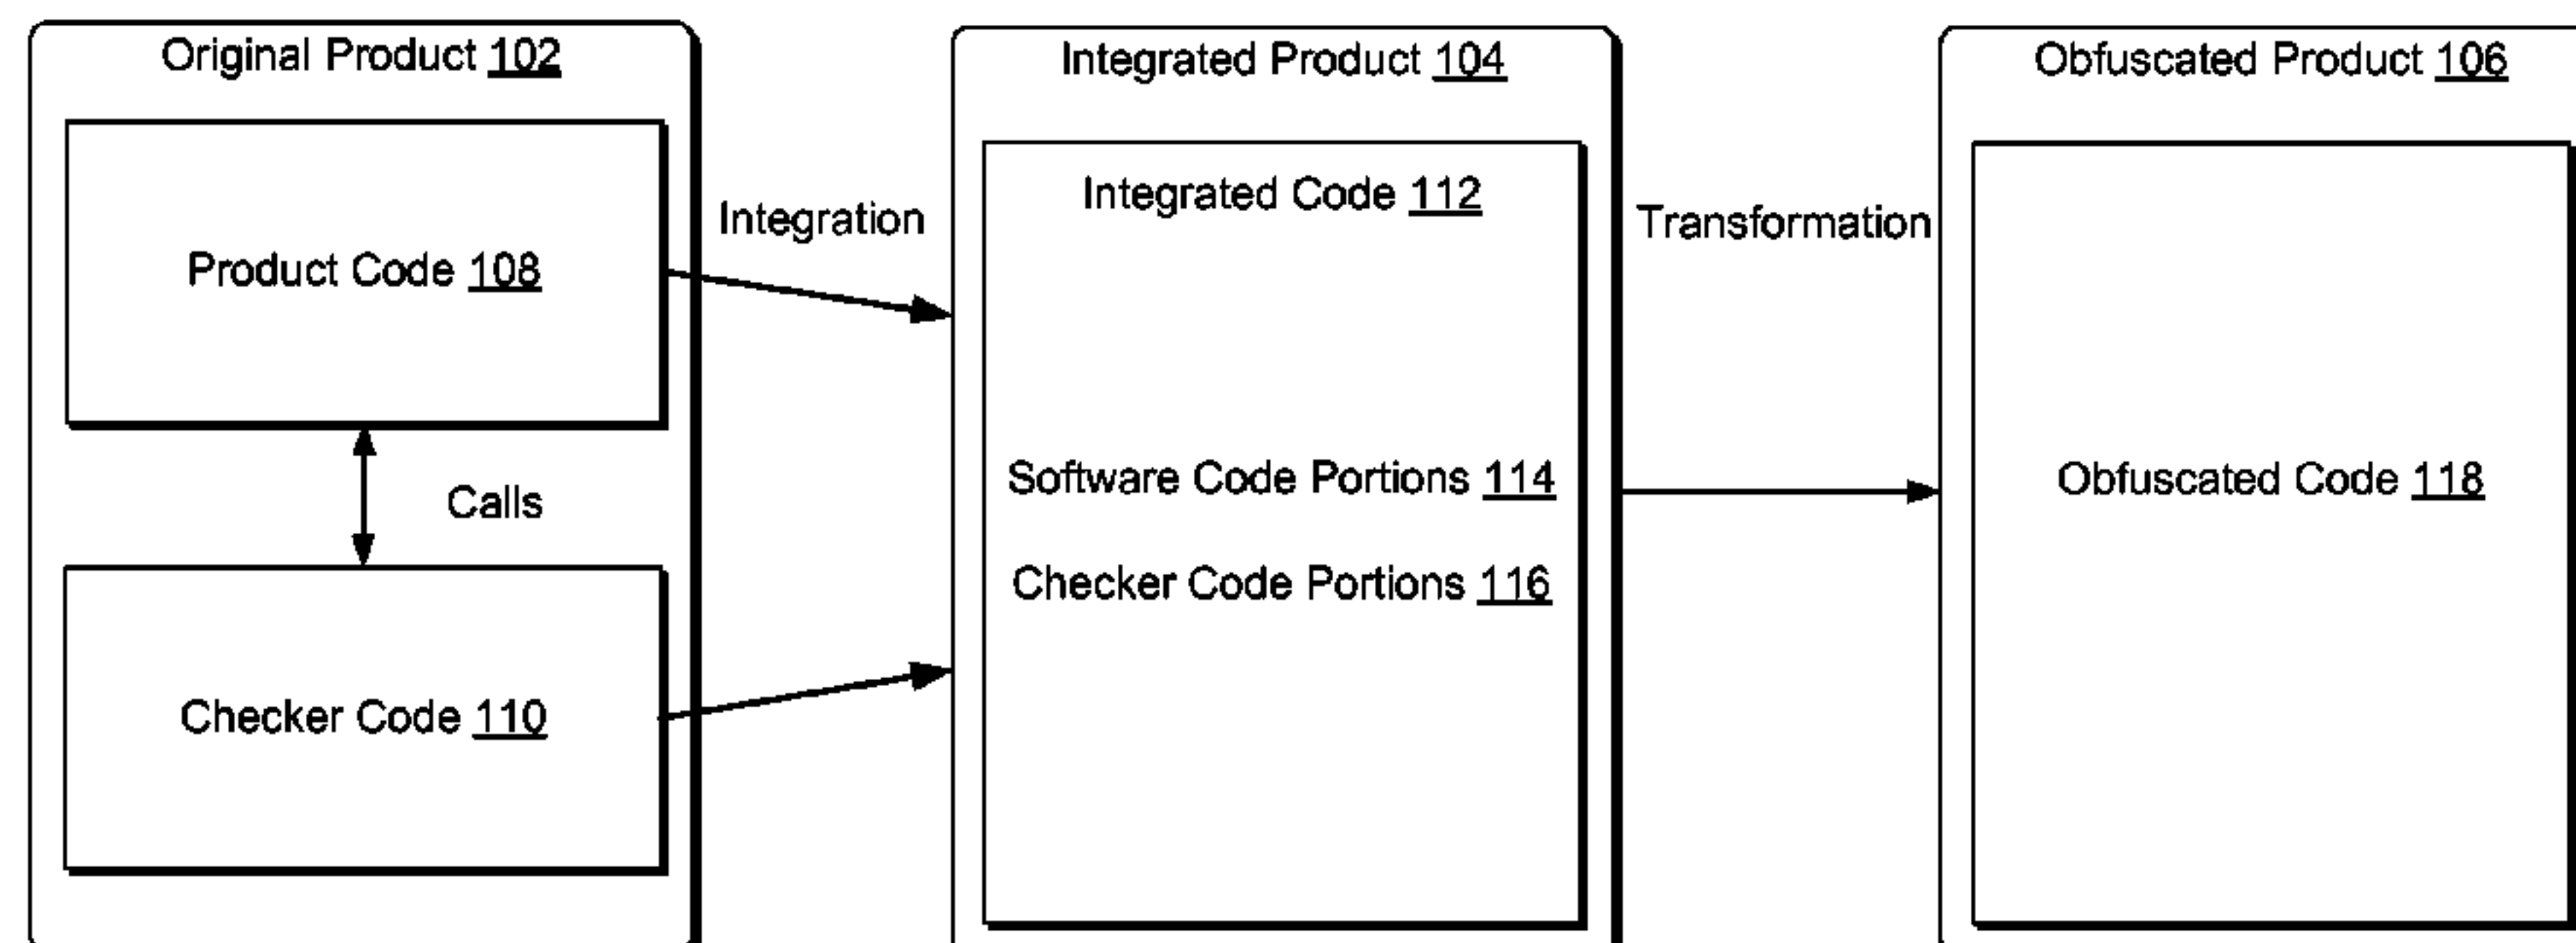 Original Product 102
Product Code 108
Calls
Checker Code 110
Integration
Integrated Product 104
Integrated Code 112
Software Code Portions 114
Checker Code Portions 116
Transformation
Obfuscated Product 106
Obfuscated Code 118